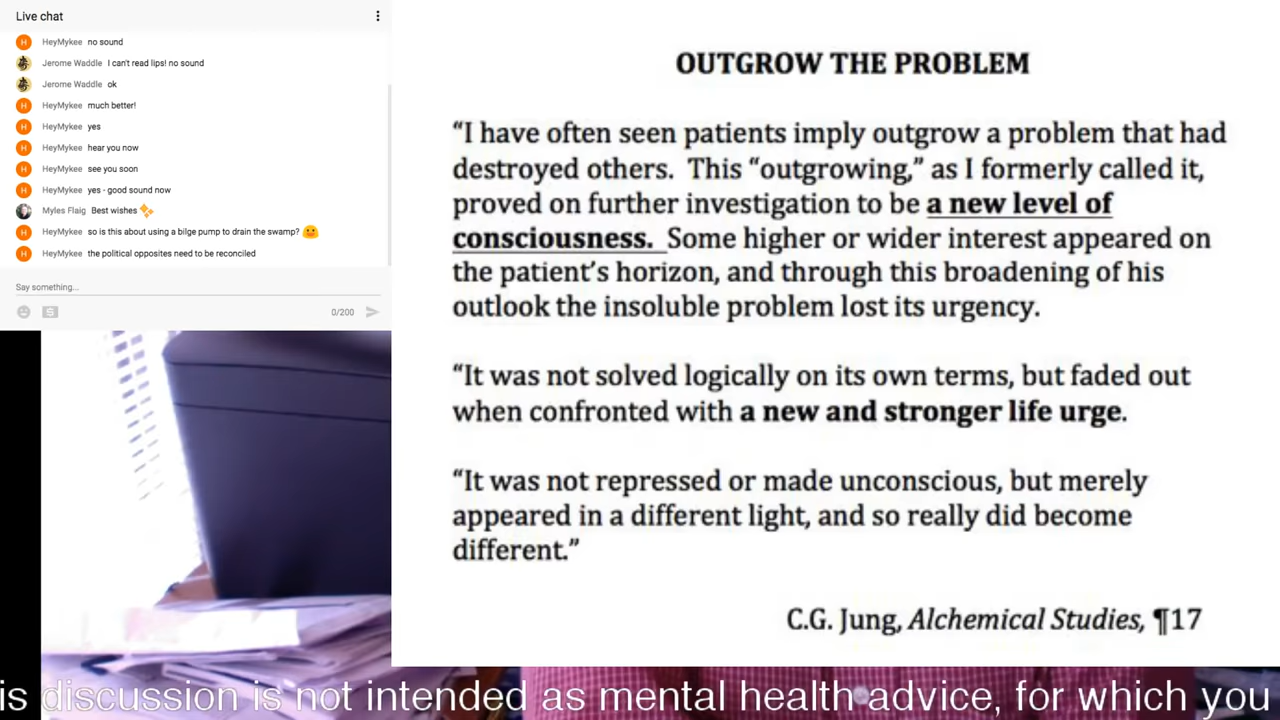 Live chat
HeyMykee no sound
Jerome Waddle I can't read lips! no sound
Jerome Waddle ok
HeyMykee much better!
HeyMykee yes
HeyMykee hear you now
HeyMykee see you soon
HeyMykee yes - good sound now
Myles Flaig Best wishes ✨
HeyMykee so is this about using a bilge pump to drain the swamp?
HeyMykee the political opposites need to be reconciled
Say something...
0/200
OUTGROW THE PROBLEM
“I have often seen patients imply outgrow a problem that had
destroyed others. This “outgrowing,” as I formerly called it,
proved on further investigation to be a new level of
consciousness. Some higher or wider interest appeared on
the patient’s horizon, and through this broadening of his
outlook the insoluble problem lost its urgency.
“It was not solved logically on its own terms, but faded out
when confronted with a new and stronger life urge.
“It was not repressed or made unconscious, but merely
appeared in a different light, and so really did become
different.”
C.G. Jung, Alchemical Studies, ¶17
is discussion is not intended as mental health advice, for which you